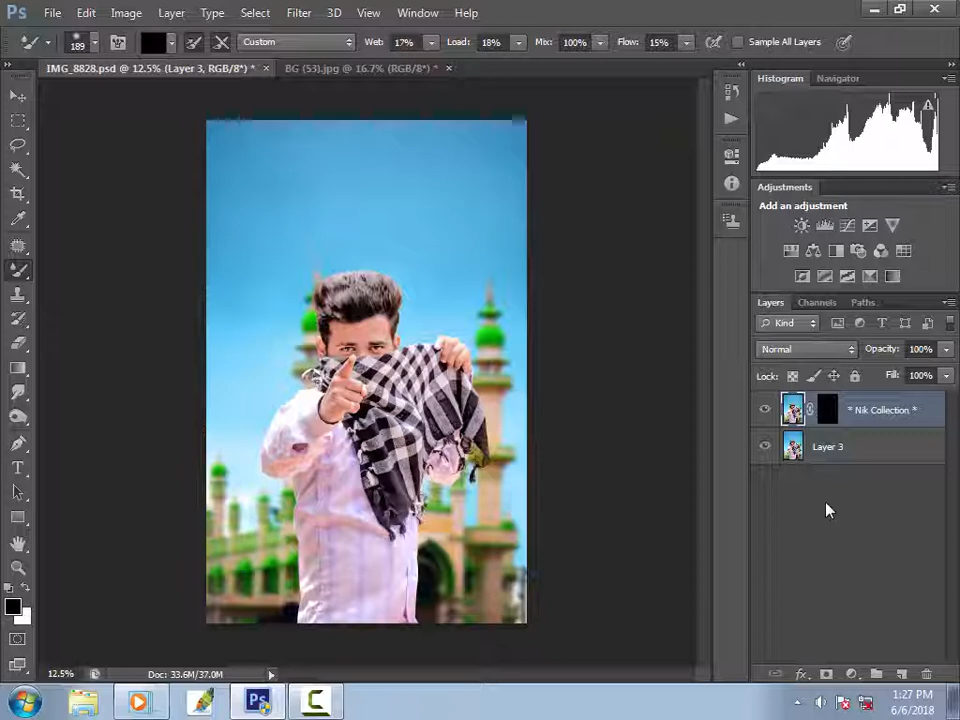 Ps File Edit Image Layer Type Select Filter 3D View Window Help
189 Custom Wet: 17% Load: 18% Mix: 100% Flow: 15% Sample All Layers
IMG_8828.psd @ 12.5% (Layer 3, RGB/8*) * × BG (53).jpg @ 16.7% (RGB/8*) * ×
Histogram Navigator
Adjustments
Add an adjustment
Layers Channels Paths
Kind
Normal Opacity: 100%
Lock: Fill: 100%
* Nik Collection *
Layer 3
12.5% Doc: 33.6M/37.0M
1:27 PM
6/6/2018